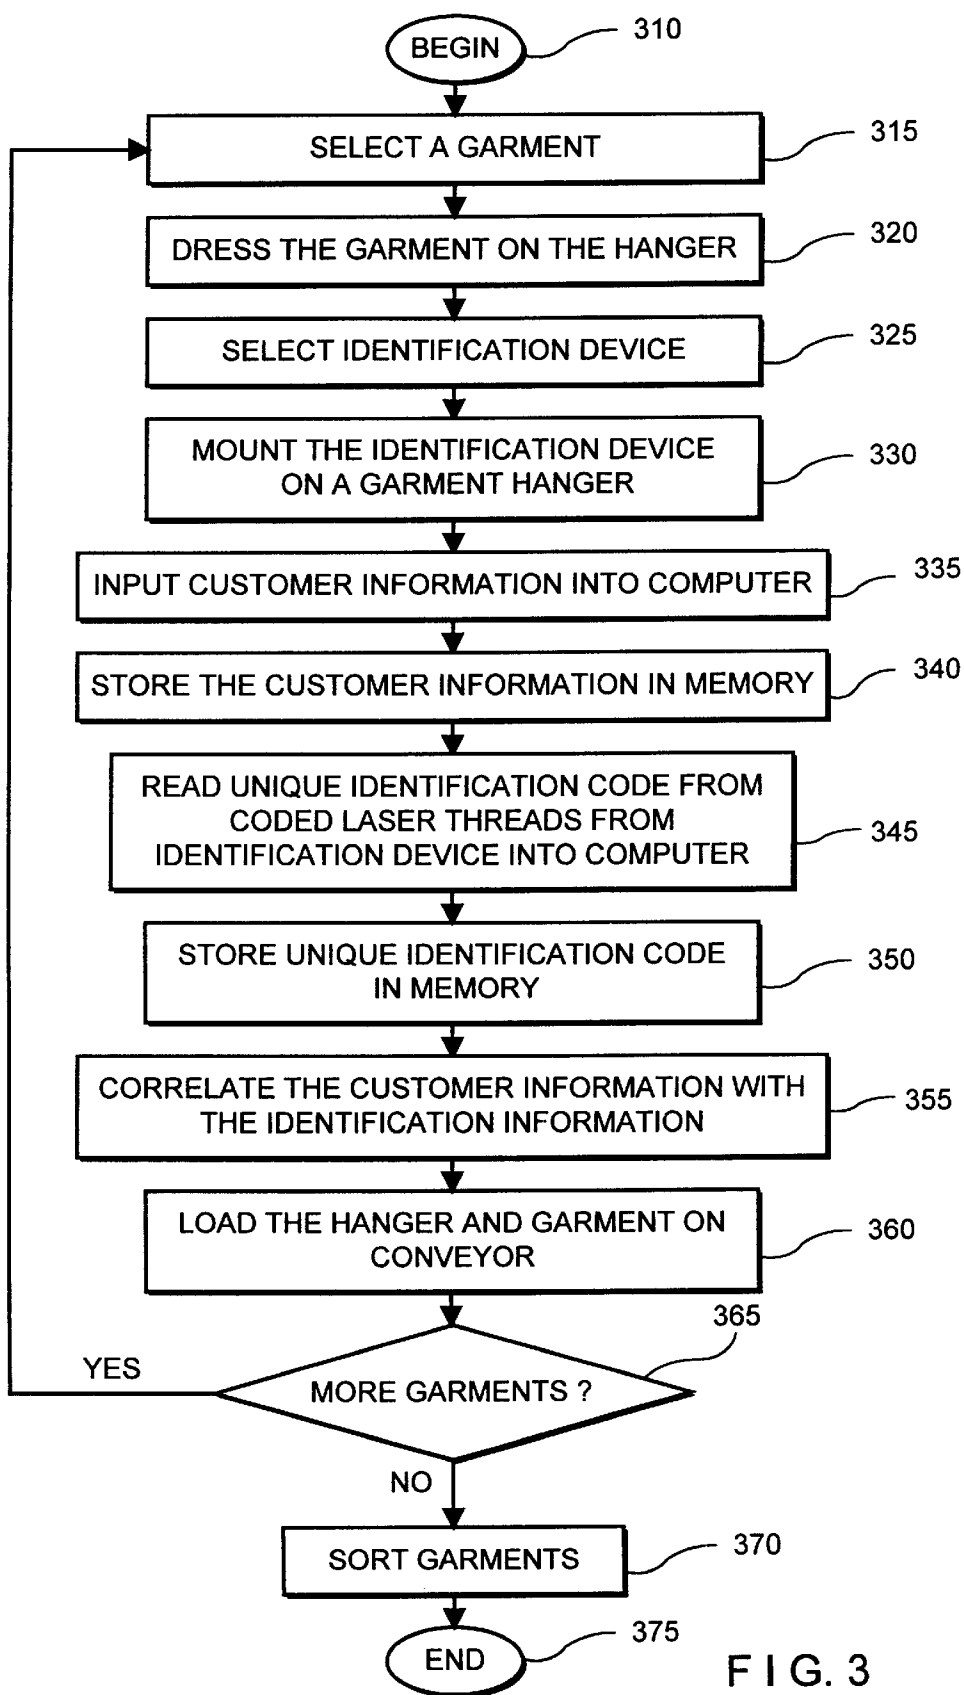 BEGIN
310
SELECT A GARMENT
315
DRESS THE GARMENT ON THE HANGER
320
SELECT IDENTIFICATION DEVICE
325
MOUNT THE IDENTIFICATION DEVICE
ON A GARMENT HANGER
330
INPUT CUSTOMER INFORMATION INTO COMPUTER
335
STORE THE CUSTOMER INFORMATION IN MEMORY
340
READ UNIQUE IDENTIFICATION CODE FROM
CODED LASER THREADS FROM
IDENTIFICATION DEVICE INTO COMPUTER
345
STORE UNIQUE IDENTIFICATION CODE
IN MEMORY
350
CORRELATE THE CUSTOMER INFORMATION WITH
THE IDENTIFICATION INFORMATION
355
LOAD THE HANGER AND GARMENT ON
CONVEYOR
360
365
YES
MORE GARMENTS ?
NO
SORT GARMENTS
370
END
375
FIG. 3